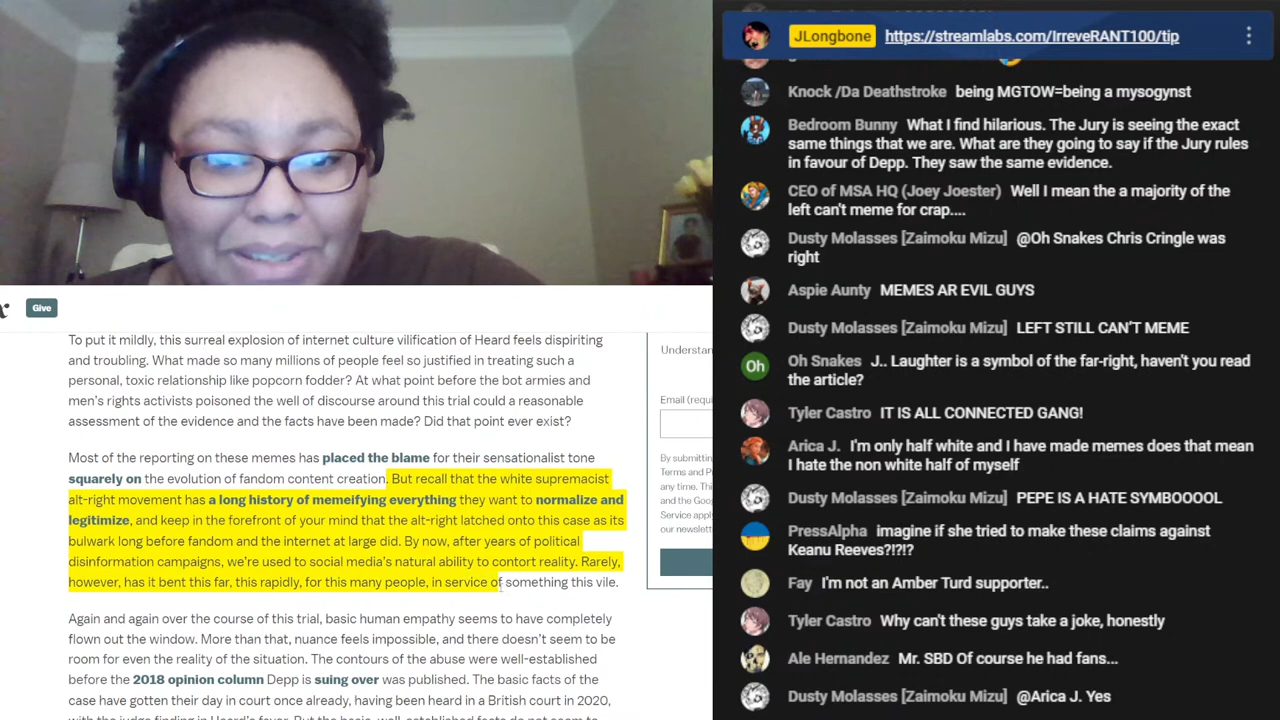 JLongbone https://streamlabs.com/IrreveRANT100/tip
Knock /Da Deathstroke being MGTOW=being a mysogynst
Bedroom Bunny What I find hilarious. The Jury is seeing the exact
same things that we are. What are they going to say if the Jury rules
in favour of Depp. They saw the same evidence.
CEO of MSA HQ (Joey Joester) Well I mean the a majority of the
left can't meme for crap....
Dusty Molasses [Zaimoku Mizu] @Oh Snakes Chris Cringle was
right
Aspie Aunty MEMES AR EVIL GUYS
Dusty Molasses [Zaimoku Mizu] LEFT STILL CAN'T MEME
Oh Oh Snakes J.. Laughter is a symbol of the far-right, haven't you read
the article?
Tyler Castro IT IS ALL CONNECTED GANG!
Arica J. I'm only half white and I have made memes does that mean
I hate the non white half of myself
Dusty Molasses [Zaimoku Mizu] PEPE IS A HATE SYMBOOOOL
PressAlpha imagine if she tried to make these claims against
Keanu Reeves?!?!?
Fay I'm not an Amber Turd supporter..
Tyler Castro Why can't these guys take a joke, honestly
Ale Hernandez Mr. SBD Of course he had fans...
Dusty Molasses [Zaimoku Mizu] @Arica J. Yes
Give
To put it mildly, this surreal explosion of internet culture vilification of Heard feels dispiriting
and troubling. What made so many millions of people feel so justified in treating such a
personal, toxic relationship like popcorn fodder? At what point before the bot armies and
men's rights activists poisoned the well of discourse around this trial could a reasonable
assessment of the evidence and the facts have been made? Did that point ever exist?
Most of the reporting on these memes has placed the blame for their sensationalist tone
squarely on the evolution of fandom content creation. But recall that the white supremacist
alt-right movement has a long history of memeifying everything they want to normalize and
legitimize, and keep in the forefront of your mind that the alt-right latched onto this case as its
bulwark long before fandom and the internet at large did. By now, after years of political
disinformation campaigns, we're used to social media's natural ability to contort reality. Rarely,
however, has it bent this far, this rapidly, for this many people, in service of something this vile.
Again and again over the course of this trial, basic human empathy seems to have completely
flown out the window. More than that, nuance feels impossible, and there doesn't seem to be
room for even the reality of the situation. The contours of the abuse were well-established
before the 2018 opinion column Depp is suing over was published. The basic facts of the
case have gotten their day in court once already, having been heard in a British court in 2020,
with the judge finding in Heard's favor. But the basic, well-established facts do not seem to
Understan
Email (requi
By submittin
Terms and P
any time. Thi
and the Goo
Service apply
our newslett